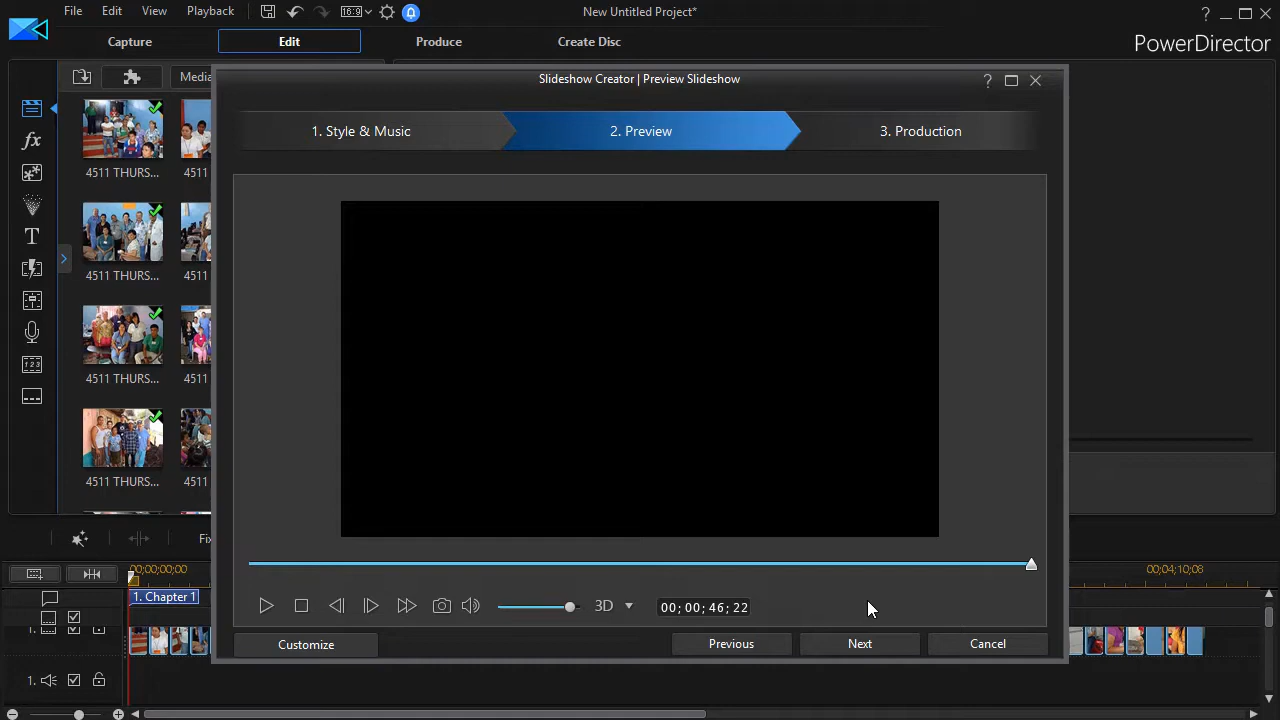 File Edit View Playback 16:9 New Untitled Project* ?
Capture Edit Produce Create Disc PowerDirector
Media
Slideshow Creator | Preview Slideshow ?
1. Style & Music 2. Preview 3. Production
fx
4511 THURS... 4511
T
4511 THURS... 4511
4511 THURS... 4511
4511 THURS... 4511
Fix
3D 00; 00; 46; 22
Customize Previous Next Cancel
00;00;00;00 00;04;10;08
1. Chapter 1
1.
1.